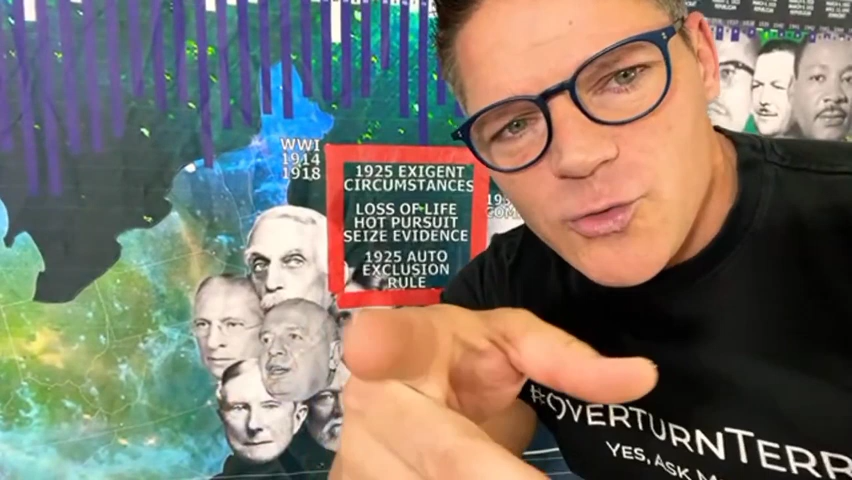 WWI
1914
1918
1925 EXIGENT
CIRCUMSTANCES
LOSS OF LIFE
HOT PURSUIT
SEIZE EVIDENCE
1925 AUTO
EXCLUSION
RULE
#OVERTURNTERR
YES, ASK M